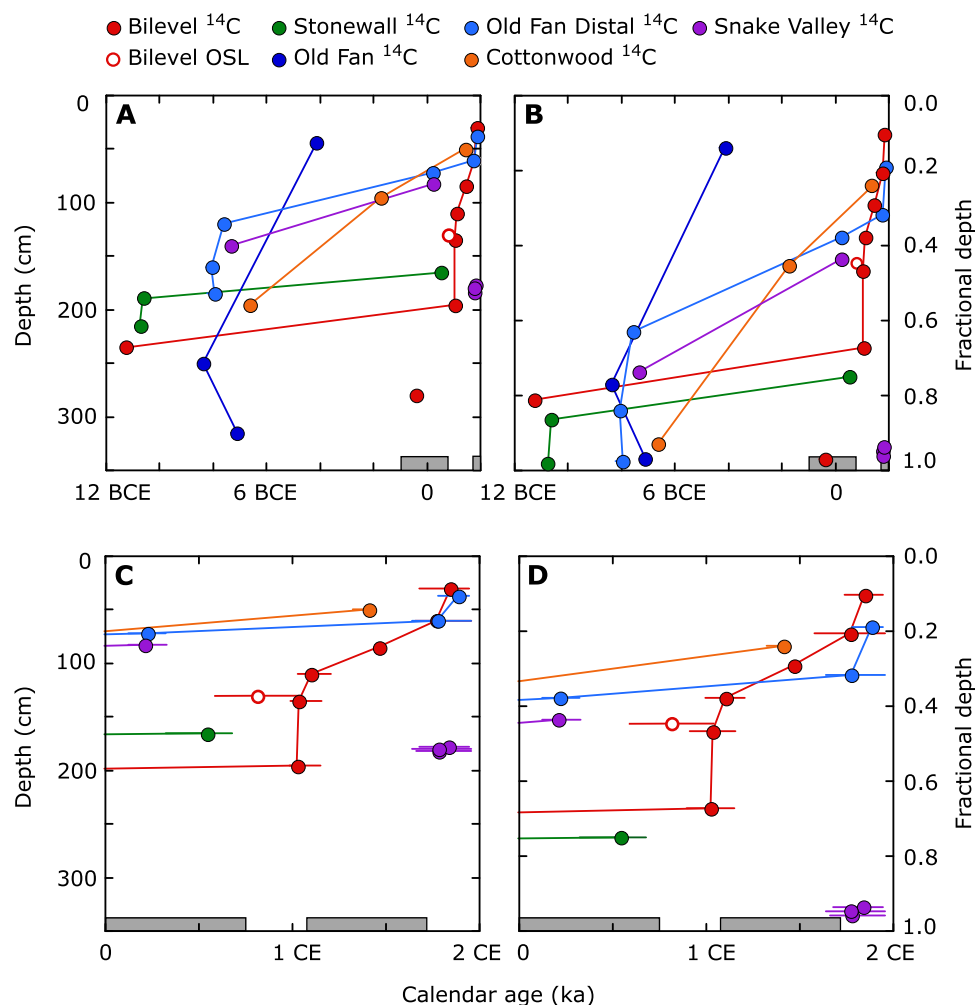 Bilevel ¹⁴C Stonewall ¹⁴C Old Fan Distal ¹⁴C Snake Valley ¹⁴C
Bilevel OSL Old Fan ¹⁴C Cottonwood ¹⁴C
A
0
100
200
300
Depth (cm)
12 BCE 6 BCE 0
B
0.0
0.2
0.4
0.6
0.8
1.0
Fractional depth
12 BCE 6 BCE 0
C
0
100
200
300
Depth (cm)
0 1 CE 2 CE
D
0.0
0.2
0.4
0.6
0.8
1.0
Fractional depth
0 1 CE 2 CE
Calendar age (ka)